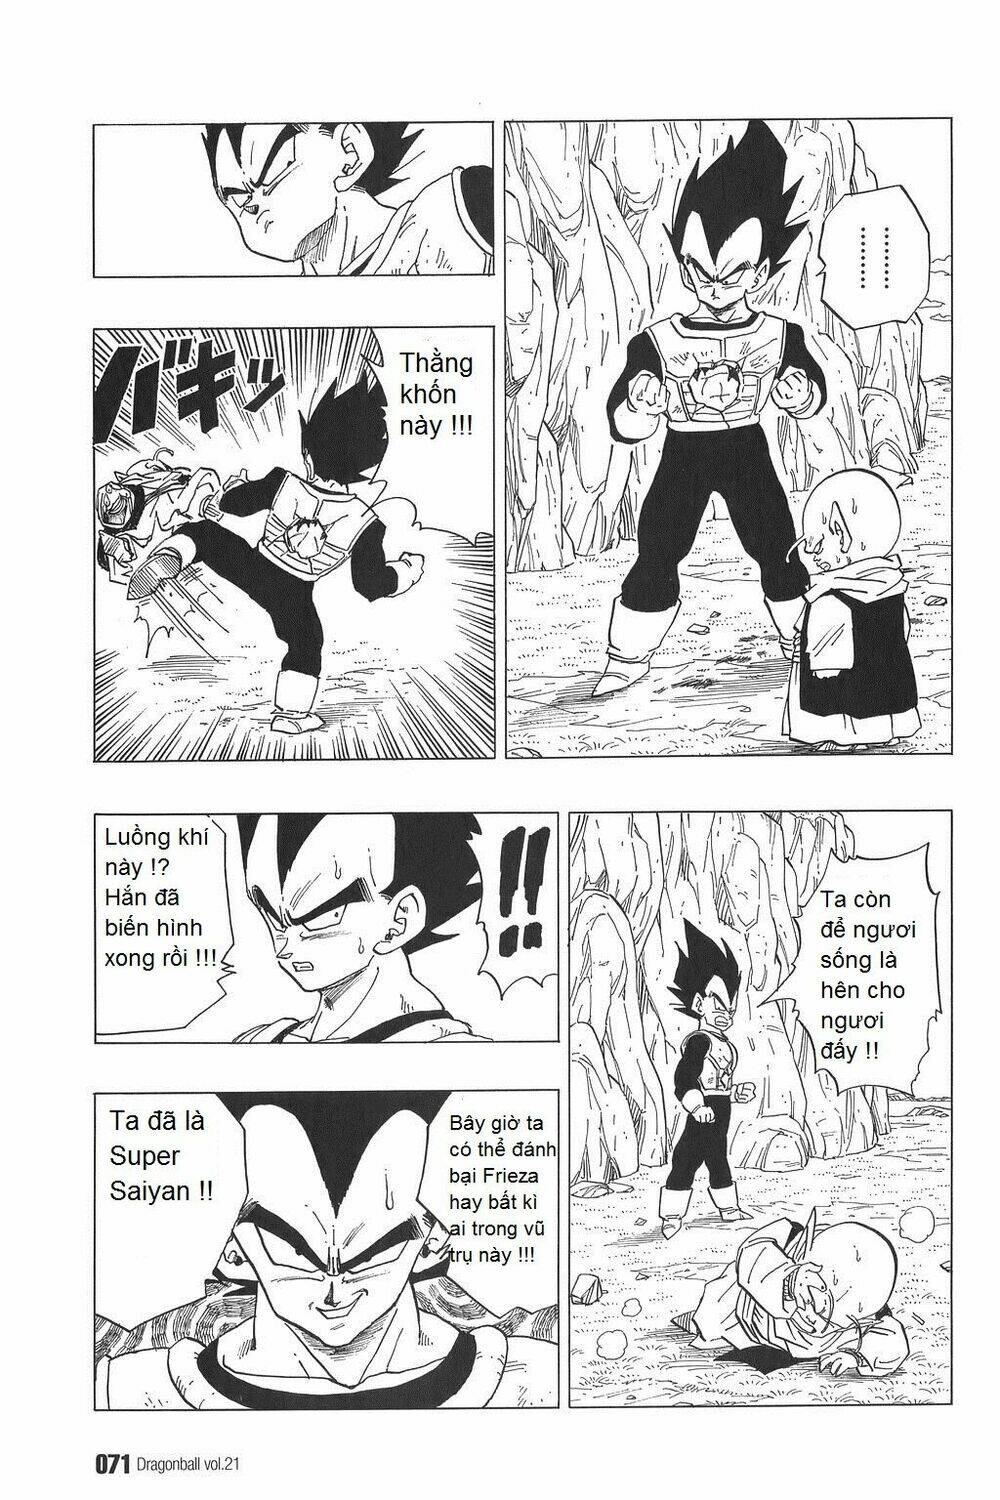 ………
………
Thằng
khốn
này !!!
バキッ
Ta còn
để ngươi
sống là
hên cho
ngươi
đấy !!
!!
Luồng khí
này !?
Hắn đã
biến hình
xong rồi !!!
Bây giờ ta
có thể đánh
bại Frieza
hay bất kì
ai trong vũ
trụ này !!!
Ta đã là
Super
Saiyan !!
071 Dragonball vol.21